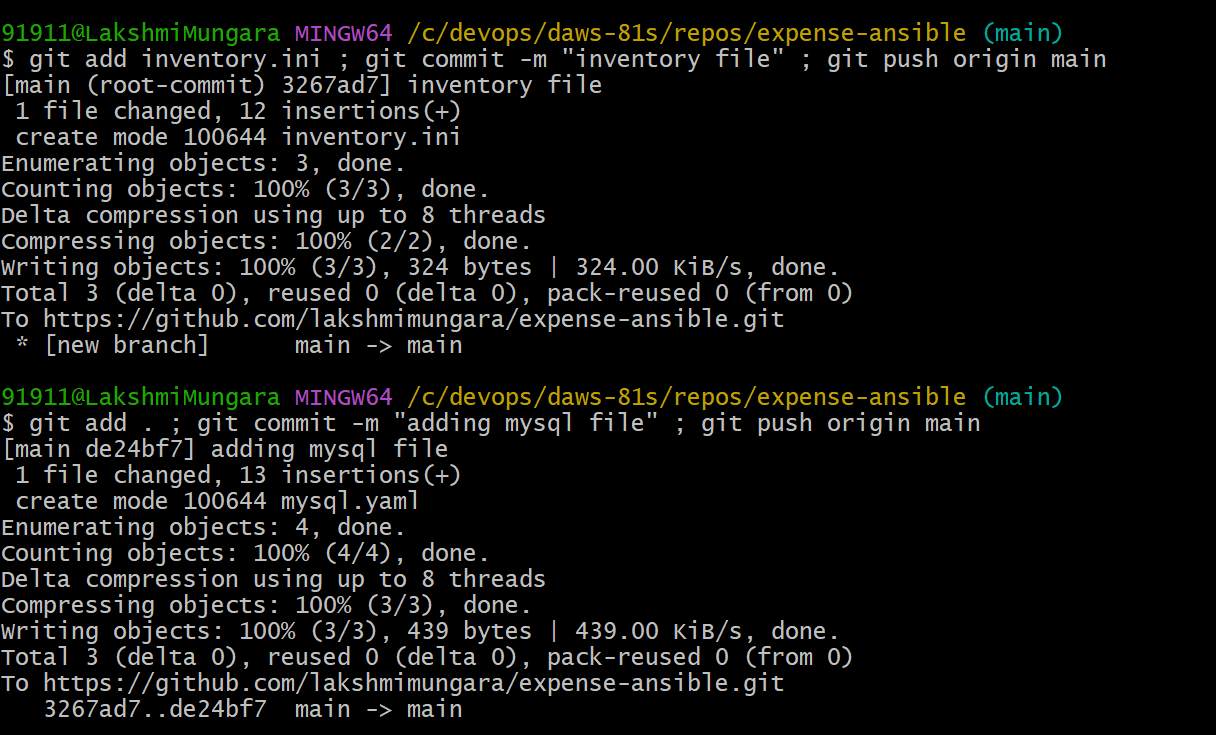 91911@LakshmiMungara MINGW64 /c/devops/daws-81s/repos/expense-ansible (main)
$ git add inventory.ini ; git commit -m "inventory file" ; git push origin main
[main (root-commit) 3267ad7] inventory file
 1 file changed, 12 insertions(+)
 create mode 100644 inventory.ini
Enumerating objects: 3, done.
Counting objects: 100% (3/3), done.
Delta compression using up to 8 threads
Compressing objects: 100% (2/2), done.
Writing objects: 100% (3/3), 324 bytes | 324.00 KiB/s, done.
Total 3 (delta 0), reused 0 (delta 0), pack-reused 0 (from 0)
To https://github.com/lakshmimungara/expense-ansible.git
 * [new branch]      main -> main
91911@LakshmiMungara MINGW64 /c/devops/daws-81s/repos/expense-ansible (main)
$ git add . ; git commit -m "adding mysql file" ; git push origin main
[main de24bf7] adding mysql file
 1 file changed, 13 insertions(+)
 create mode 100644 mysql.yaml
Enumerating objects: 4, done.
Counting objects: 100% (4/4), done.
Delta compression using up to 8 threads
Compressing objects: 100% (3/3), done.
Writing objects: 100% (3/3), 439 bytes | 439.00 KiB/s, done.
Total 3 (delta 0), reused 0 (delta 0), pack-reused 0 (from 0)
To https://github.com/lakshmimungara/expense-ansible.git
   3267ad7..de24bf7  main -> main